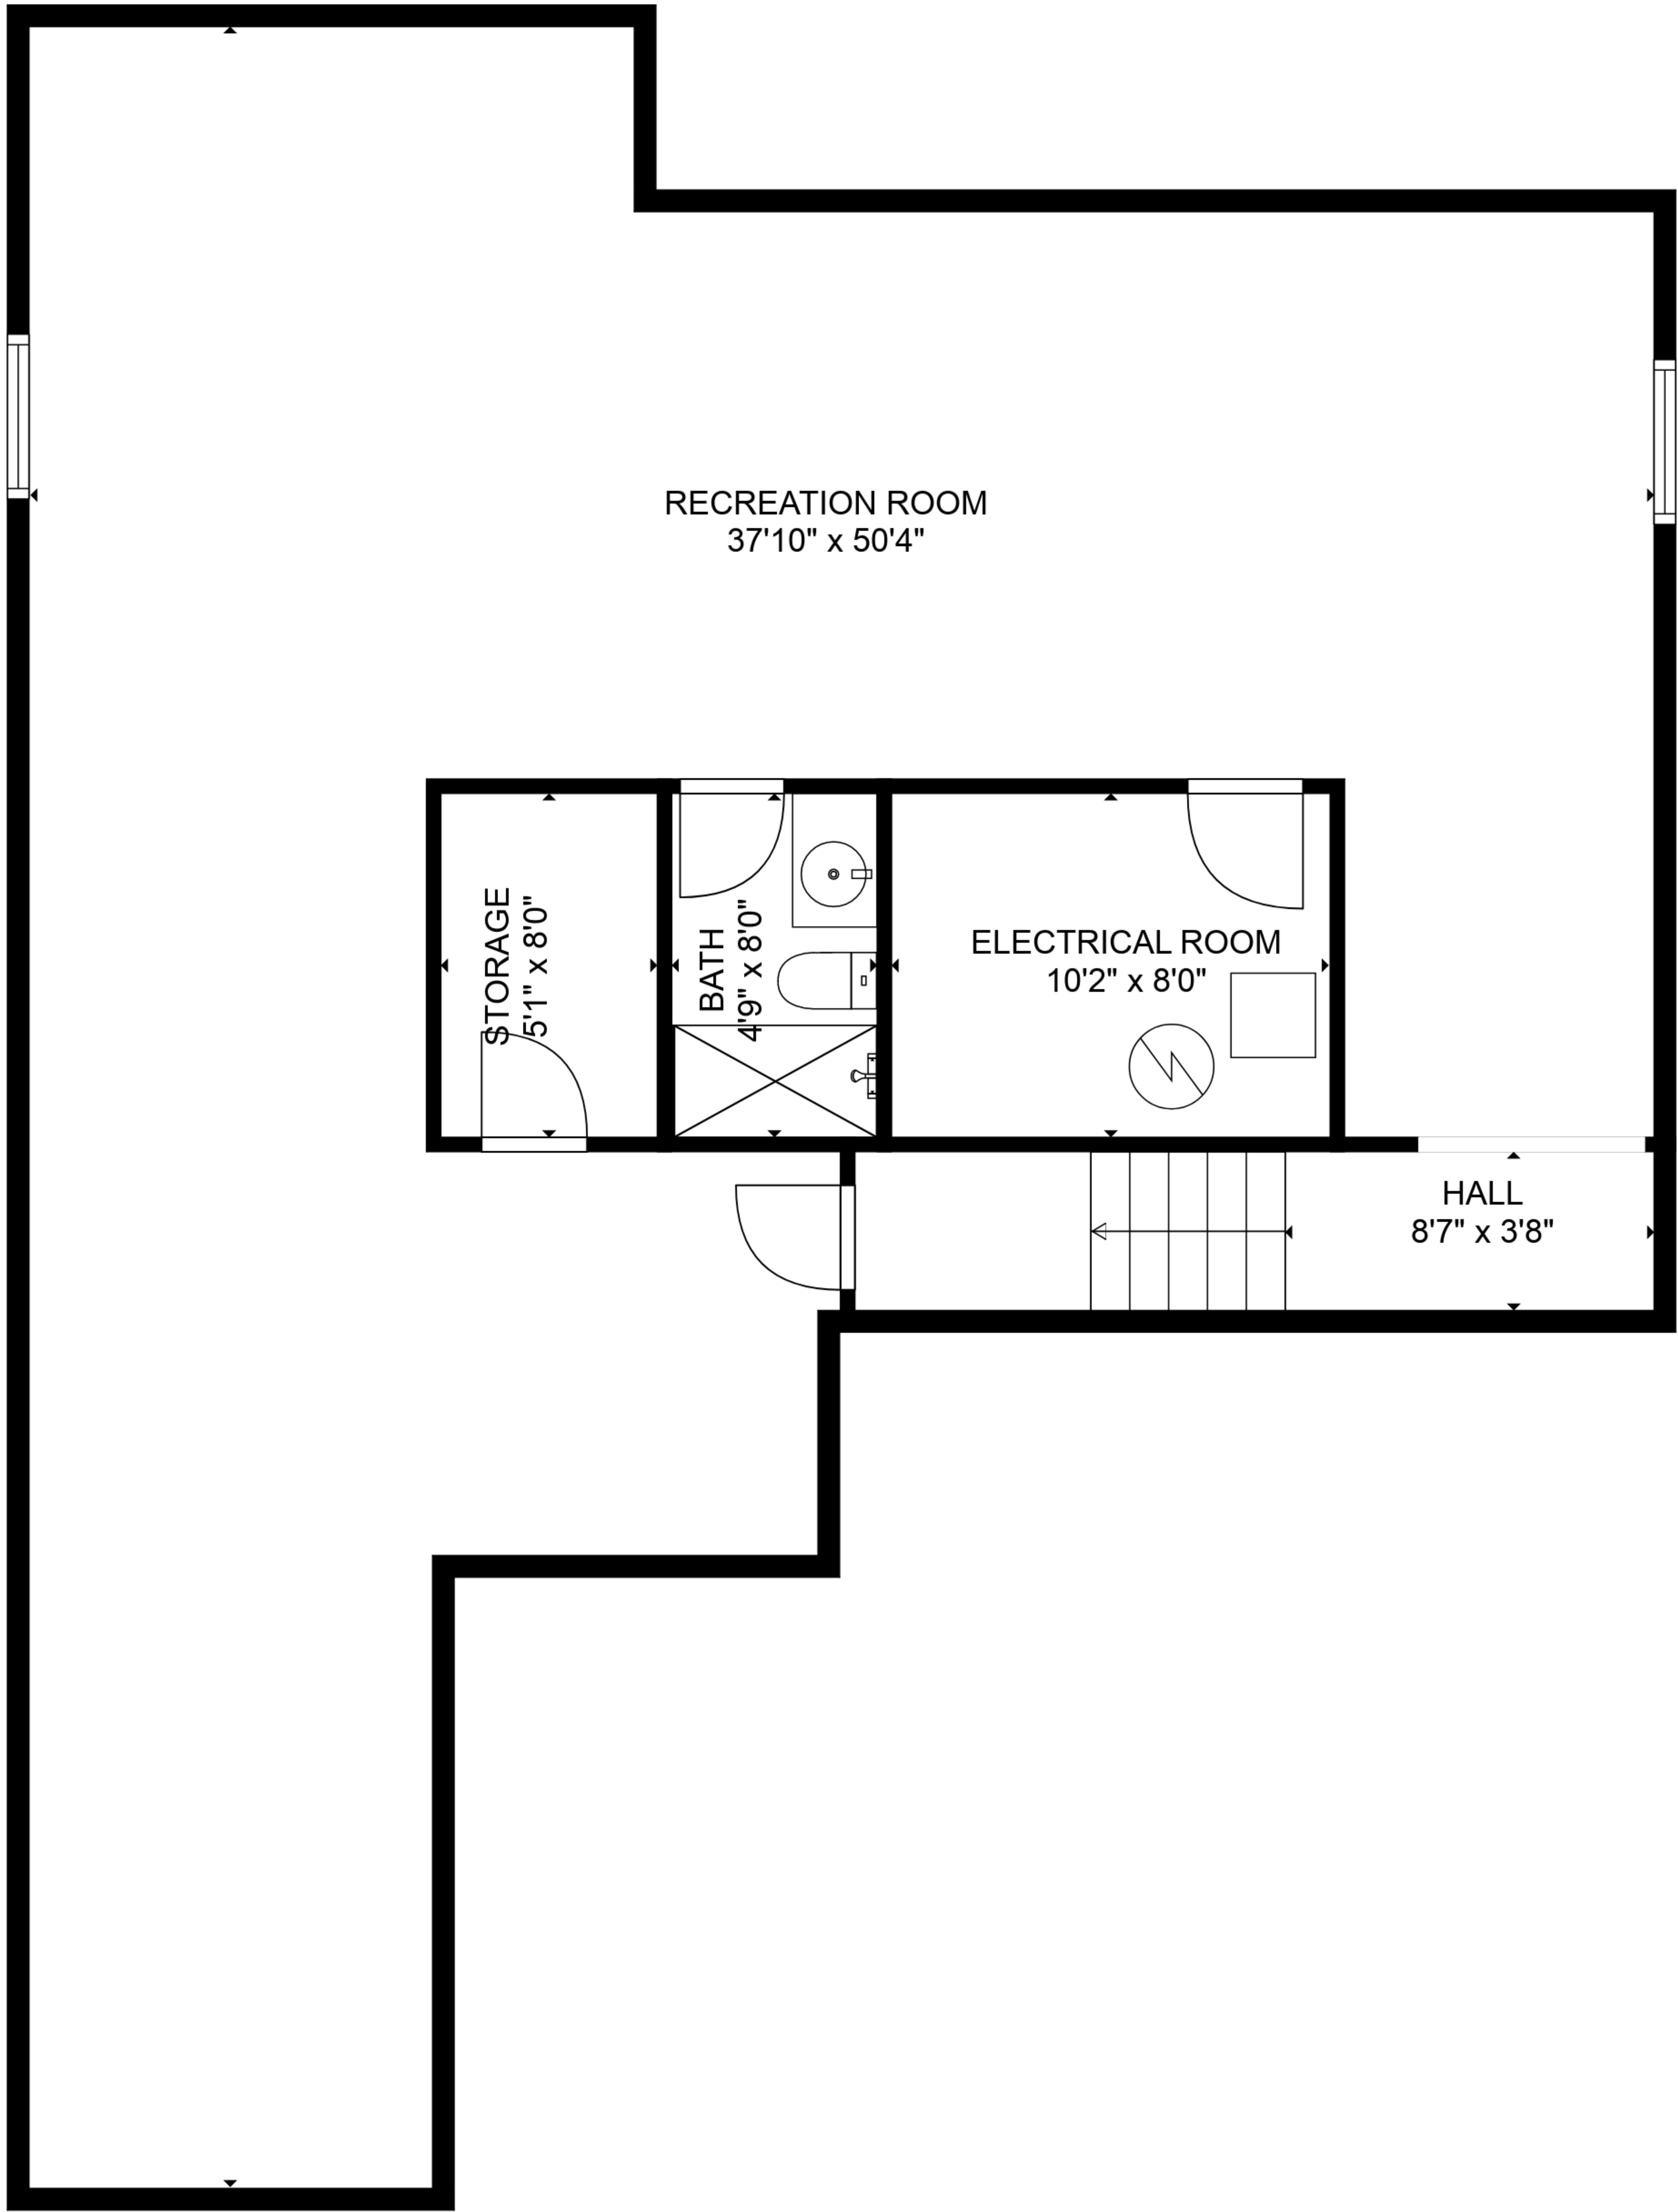 RECREATION ROOM
37'10" x 50'4"
STORAGE
5'1" x 8'0"
BATH
4'9" x 8'0"
ELECTRICAL ROOM
10'2" x 8'0"
HALL
8'7" x 3'8"